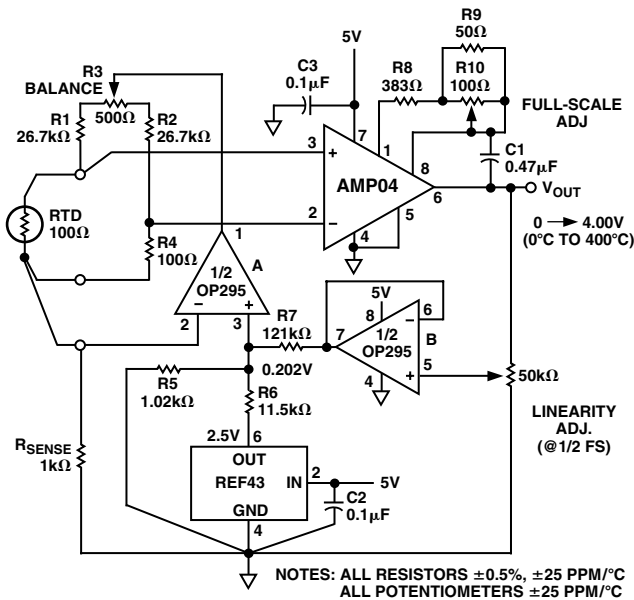 R9
50Ω
R10
100Ω
5V
R8
383Ω
C3
0.1μF
R3
BALANCE
500Ω
R1
26.7kΩ
R2
26.7kΩ
FULL-SCALE
ADJ
7
1
8
C1
0.47μF
3
+
AMP04
6
VOUT
2
−
5
4
0 → 4.00V
(0°C TO 400°C)
RTD
100Ω
R4
100Ω
1
A
1/2
OP295
−
+
2
3
R7
121kΩ
5V
6
8
−
7
1/2
OP295
B
5
+
4
50kΩ
LINEARITY
ADJ.
(@1/2 FS)
R5
1.02kΩ
0.202V
R6
11.5kΩ
RSENSE
1kΩ
2.5V
6
OUT
REF43
IN
2
5V
GND
4
C2
0.1μF
NOTES: ALL RESISTORS ±0.5%, ±25 PPM/°C
ALL POTENTIOMETERS ±25 PPM/°C